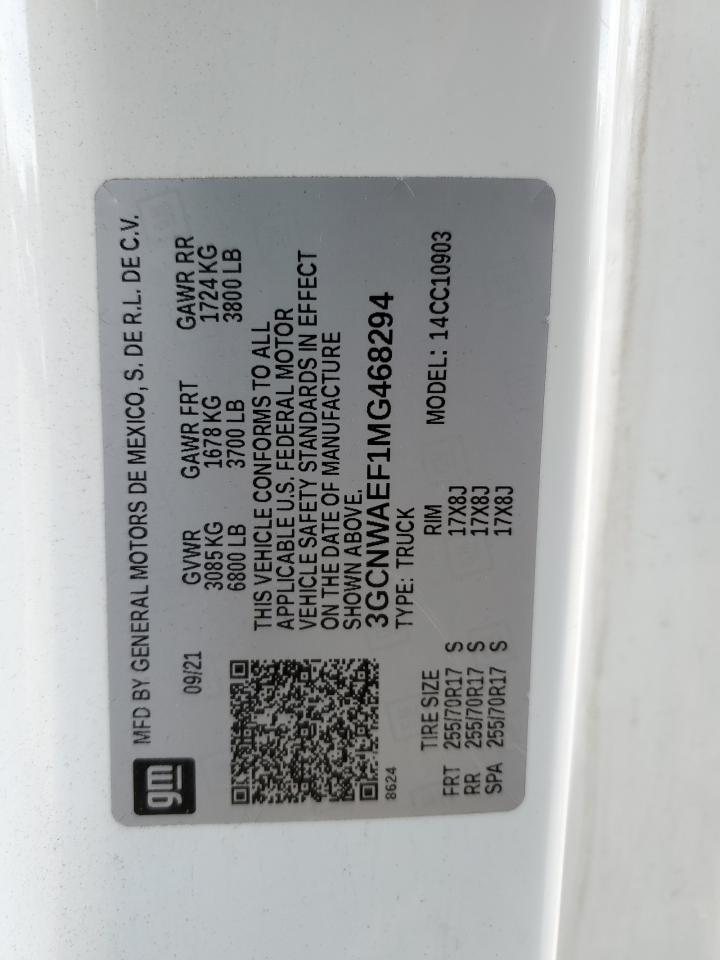 gm
MFD BY GENERAL MOTORS DE MEXICO, S. DE R.L. DE C.V.
09/21 GVWR GAWR FRT GAWR RR
3085 KG 1678 KG 1724 KG
6800 LB 3700 LB 3800 LB
THIS VEHICLE CONFORMS TO ALL
APPLICABLE U.S. FEDERAL MOTOR
VEHICLE SAFETY STANDARDS IN EFFECT
ON THE DATE OF MANUFACTURE
SHOWN ABOVE.
3GCNWAEF1MG468294
8624 TYPE: TRUCK
TIRE SIZE RIM MODEL: 14CC10903
FRT 255/70R17 S 17X8J
RR 255/70R17 S 17X8J
SPA 255/70R17 S 17X8J